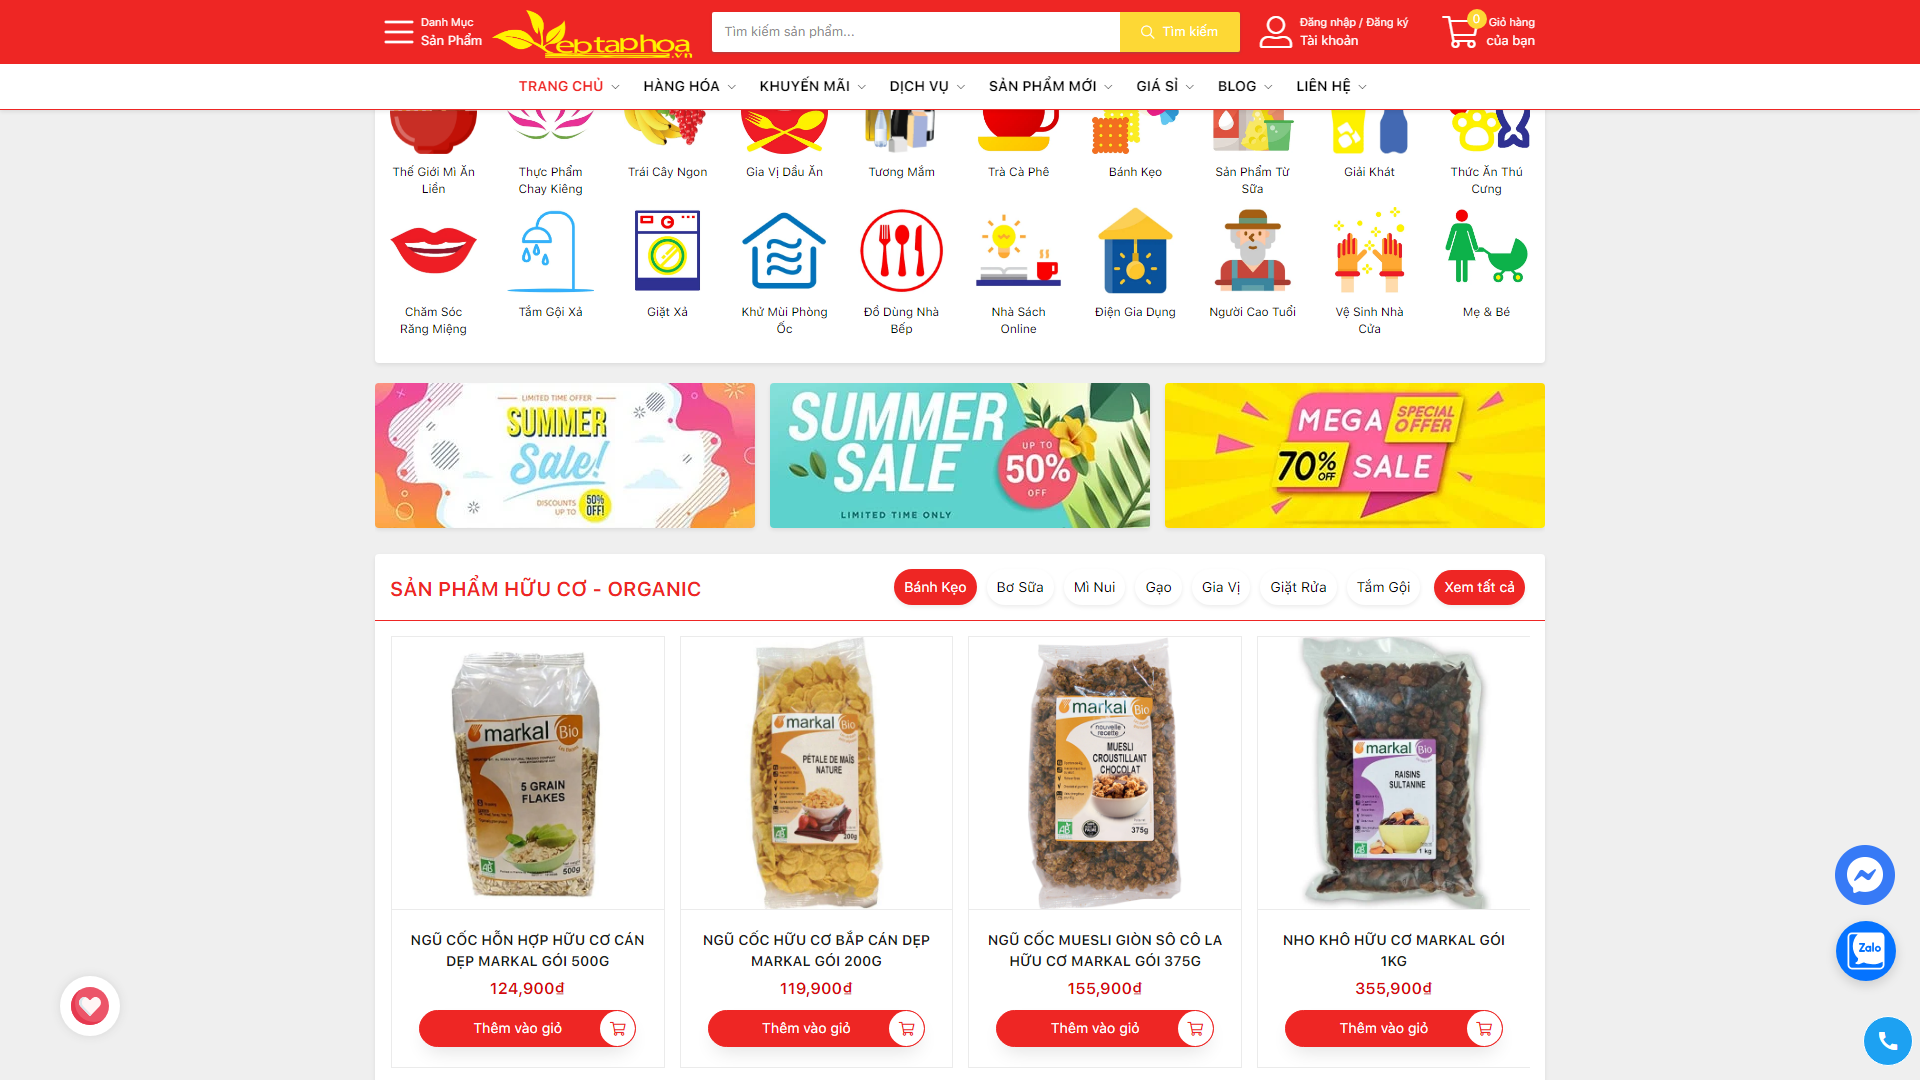 Danh Mục
Sản Phẩm
eptaphoa
.vn
Tìm kiếm sản phẩm...
Tìm kiếm
Đăng nhập / Đăng ký
Tài khoản
0
Giỏ hàng
của bạn
TRANG CHỦ
HÀNG HÓA
KHUYẾN MÃI
DỊCH VỤ
SẢN PHẨM MỚI
GIÁ SỈ
BLOG
LIÊN HỆ
Thế Giới Mì Ăn
Liền
Thực Phẩm
Chay Kiêng
Trái Cây Ngon
Gia Vị Dầu Ăn
Tương Mắm
Trà Cà Phê
Bánh Kẹo
Sản Phẩm Từ
Sữa
Giải Khát
Thức Ăn Thú
Cưng
Chăm Sóc
Răng Miệng
Tắm Gội Xả
Giặt Xả
Khử Mùi Phòng
Ốc
Đồ Dùng Nhà
Bếp
Nhà Sách
Online
Điện Gia Dụng
Người Cao Tuổi
Vệ Sinh Nhà
Cửa
Mẹ & Bé
LIMITED TIME OFFER
SUMMER
Sale!
DISCOUNTS
UP TO
50%
OFF!
SUMMER
SALE
UP TO
50%
OFF
LIMITED TIME ONLY
MEGA
SPECIAL
OFFER
70%
OFF
SALE
SẢN PHẨM HỮU CƠ - ORGANIC
Bánh Kẹo
Bơ Sữa
Mì Nui
Gạo
Gia Vị
Giặt Rửa
Tắm Gội
Xem tất cả
markal
Bio
5 GRAIN
FLAKES
AB
500g
markal
Bio
PÉTALE DE MAÏS
NATURE
AB
200g
markal
Bio
nouvelle
recette
MUESLI
CROUSTILLANT
CHOCOLAT
AB
375g
markal
Bio
RAISINS
SULTANINE
AB
1 kg
NGŨ CỐC HỖN HỢP HỮU CƠ CÁN
DẸP MARKAL GÓI 500G
124,900₫
Thêm vào giỏ
NGŨ CỐC HỮU CƠ BẮP CÁN DẸP
MARKAL GÓI 200G
119,900₫
Thêm vào giỏ
NGŨ CỐC MUESLI GIÒN SÔ CÔ LA
HỮU CƠ MARKAL GÓI 375G
155,900₫
Thêm vào giỏ
NHO KHÔ HỮU CƠ MARKAL GÓI
1KG
355,900₫
Thêm vào giỏ
Zalo